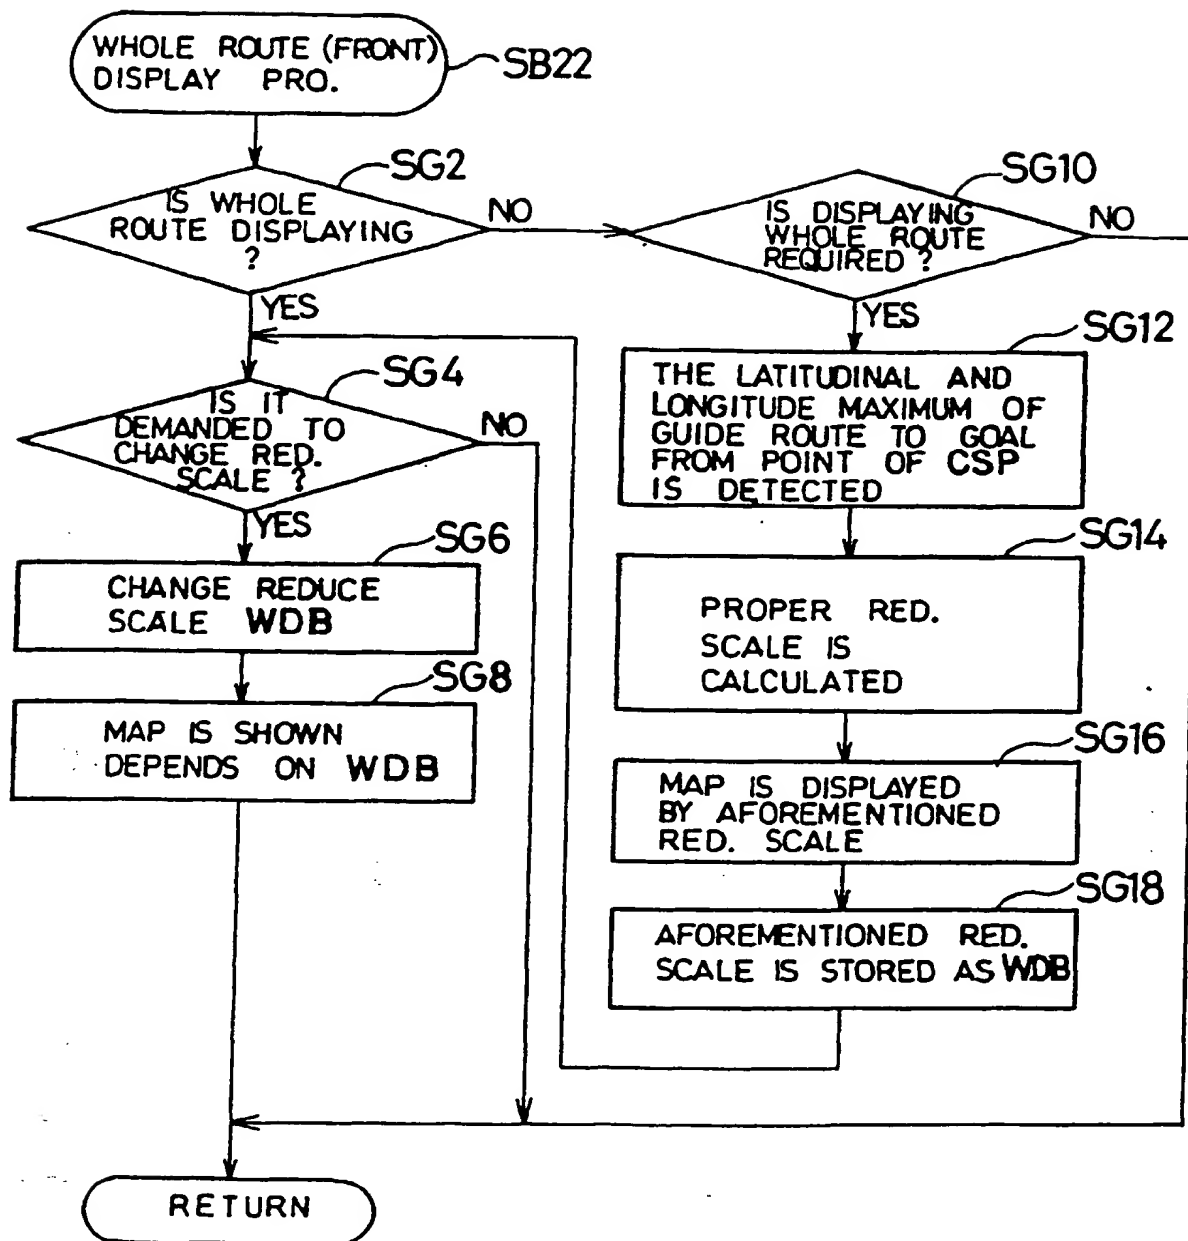 WHOLE ROUTE (FRONT)
DISPLAY PRO.
SB22
SG2
IS WHOLE
ROUTE DISPLAYING
?
NO
YES
SG4
IS IT
DEMANDED TO
CHANGE RED.
SCALE ?
NO
YES
SG6
CHANGE REDUCE
SCALE WDB
SG8
MAP IS SHOWN
DEPENDS ON WDB
SG10
IS DISPLAYING
WHOLE ROUTE
REQUIRED ?
NO
YES
SG12
THE LATITUDINAL AND
LONGITUDE MAXIMUM OF
GUIDE ROUTE TO GOAL
FROM POINT OF CSP
IS DETECTED
SG14
PROPER RED.
SCALE IS
CALCULATED
SG16
MAP IS DISPLAYED
BY AFOREMENTIONED
RED. SCALE
SG18
AFOREMENTIONED RED.
SCALE IS STORED AS WDB
RETURN